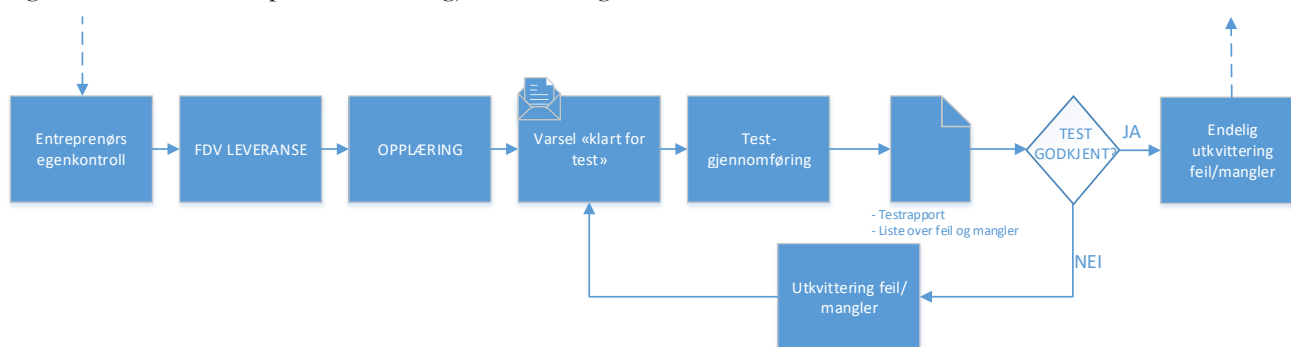 Entreprenørs
egenkontroll
FDV LEVERANSE
OPPLÆRING
Varsel «klart for
test»
Test-
gjennomføring
- Testrapport
- Liste over feil og mangler
TEST
GODKJENT?
JA
Endelig
utkvittering
feil/mangler
NEI
Utkvittering feil/
mangler